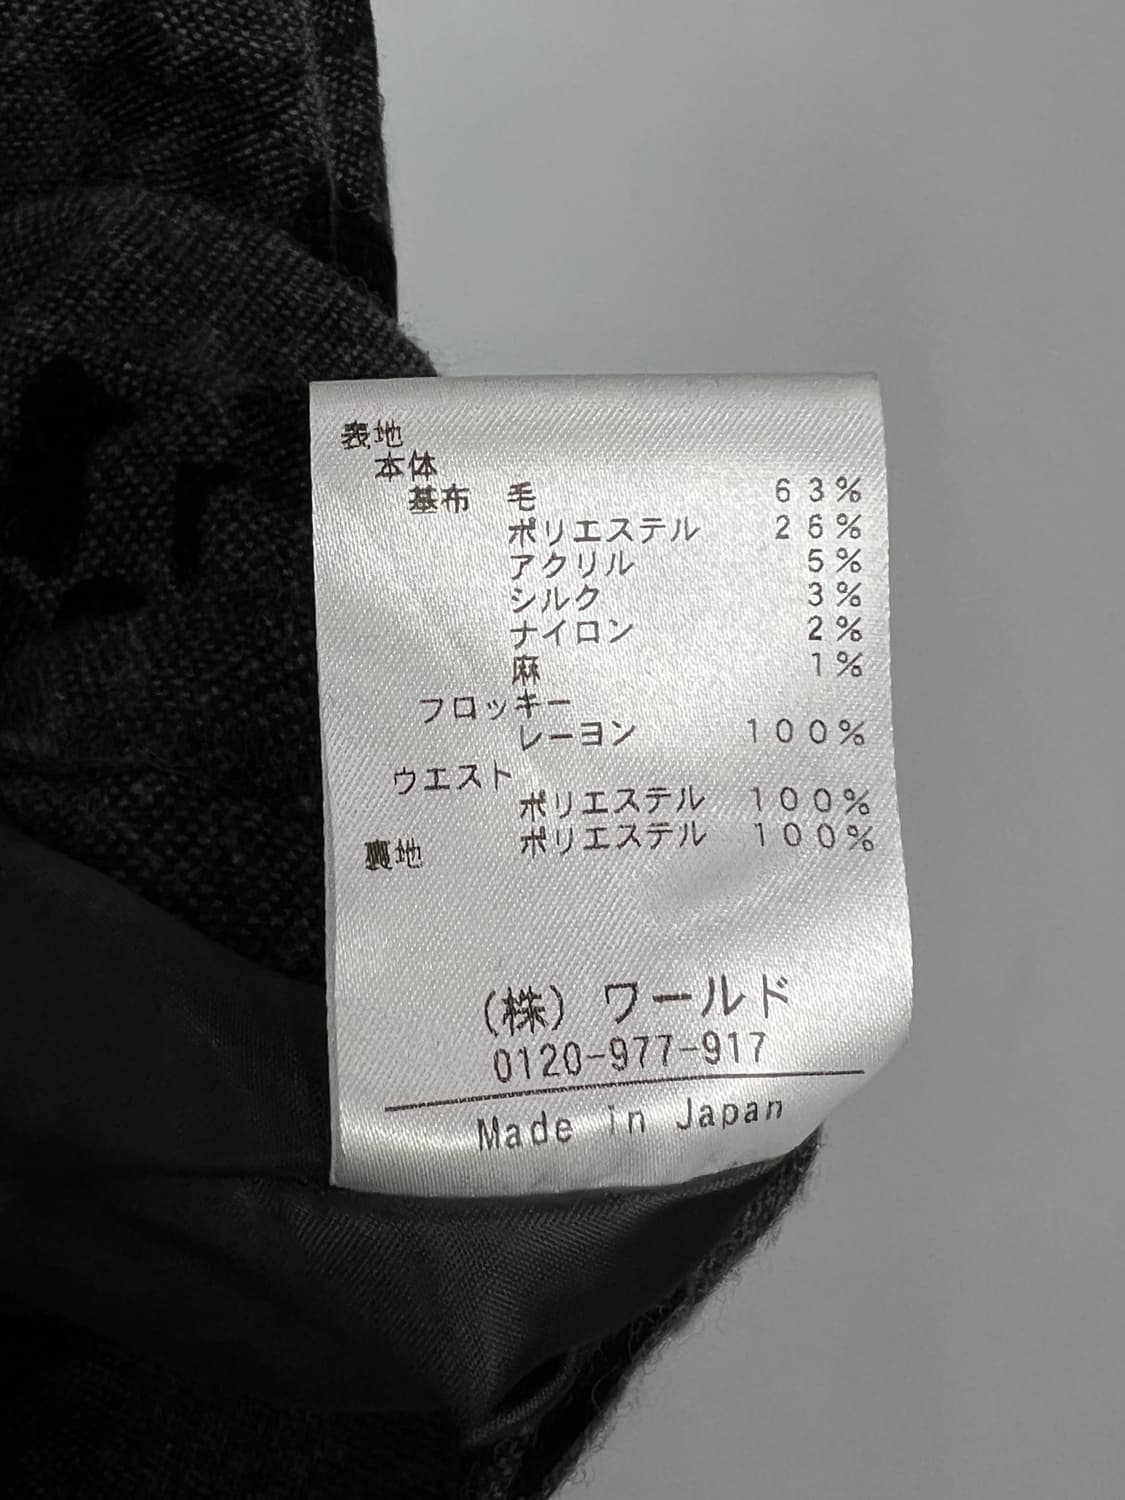 表地
本体
基布 毛 63%
ポリエステル 26%
アクリル 5%
シルク 3%
ナイロン 2%
麻 1%
フロッキー
レーヨン 100%
ウエスト
ポリエステル 100%
裏地 ポリエステル 100%
(株) ワールド
0120-977-917
Made in Japan